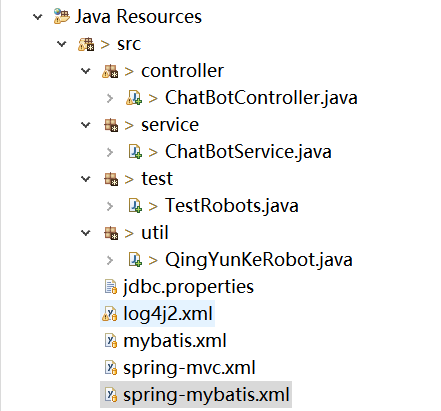 Java Resources
> src
> controller
> ChatBotController.java
> service
> ChatBotService.java
> test
> TestRobots.java
> util
> QingYunKeRobot.java
jdbc.properties
log4j2.xml
mybatis.xml
spring-mvc.xml
spring-mybatis.xml